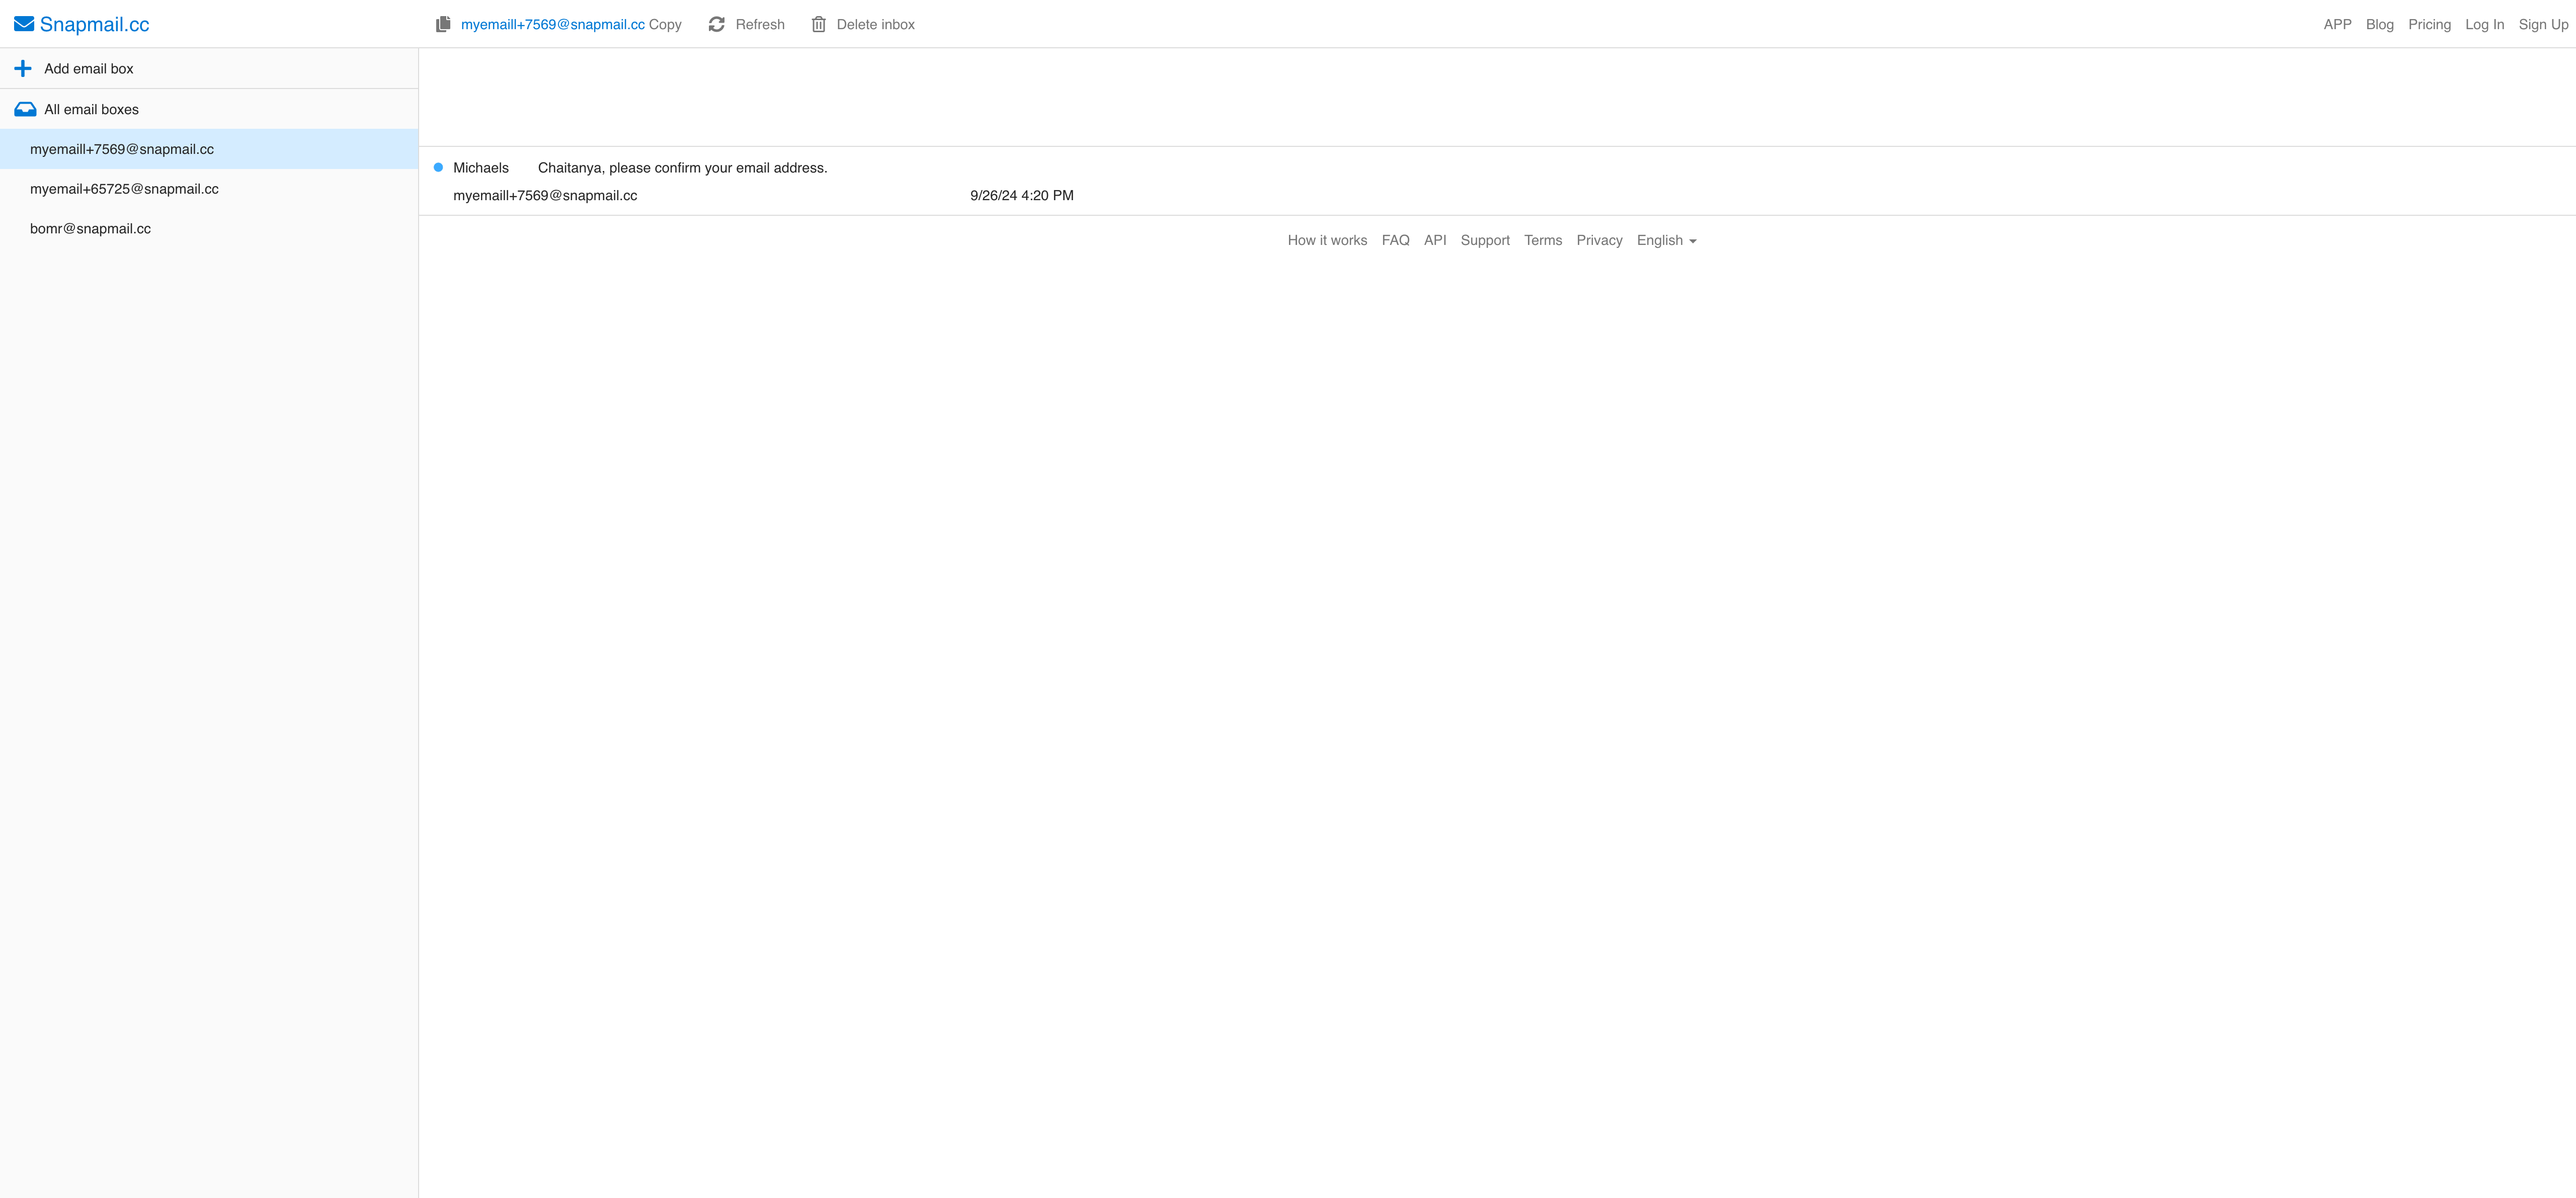 Snapmail.cc
myemaill+7569@snapmail.cc Copy Refresh Delete inbox
APP Blog Pricing Log In Sign Up
Add email box
All email boxes
myemaill+7569@snapmail.cc
myemail+65725@snapmail.cc
bomr@snapmail.cc
Michaels Chaitanya, please confirm your email address.
myemaill+7569@snapmail.cc 9/26/24 4:20 PM
How it works FAQ API Support Terms Privacy English